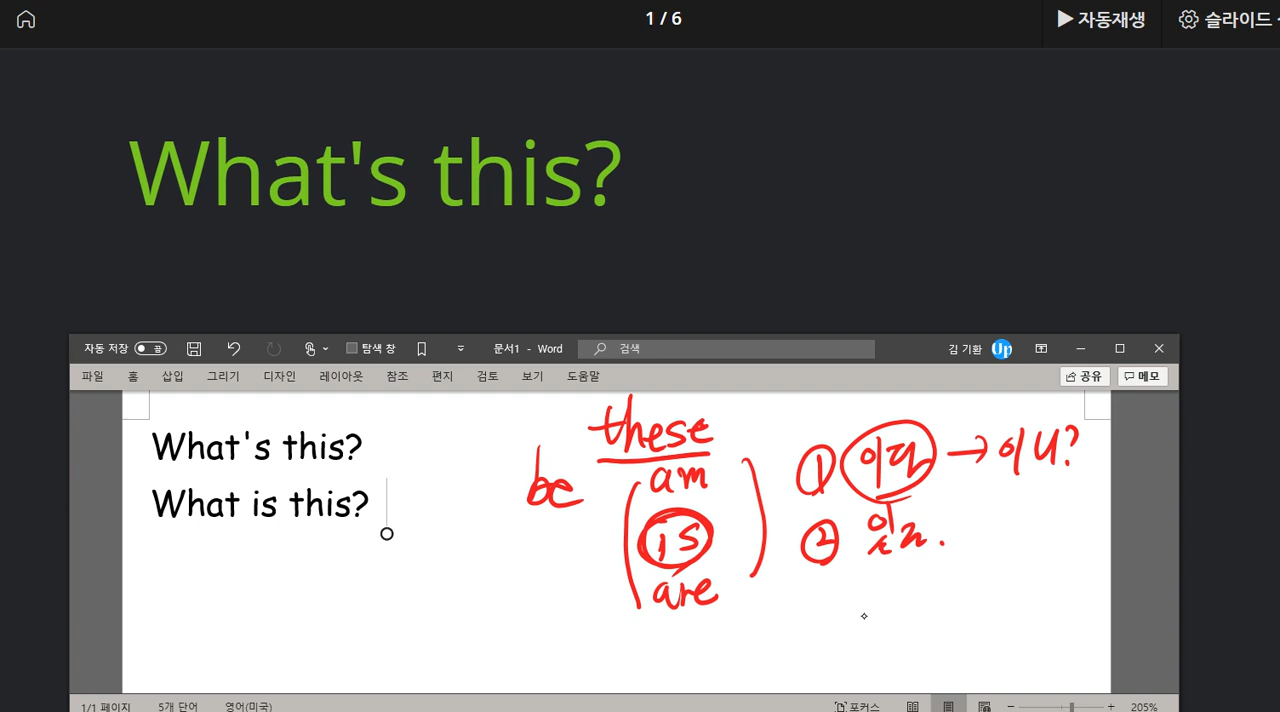 1 / 6
▶ 자동재생
슬라이드
What's this?
자동 저장 끌
탐색 창
문서1 - Word
검색
김 기환
Up
파일 홈 삽입 그리기 디자인 레이아웃 참조 편지 검토 보기 도움말
공유 메모
What's this?
What is this?
these
be
am
is
are
① 이다 → 이니?
② 있다.
1/1 페이지 5개 단어 영어(미국)
포커스
- + 205%